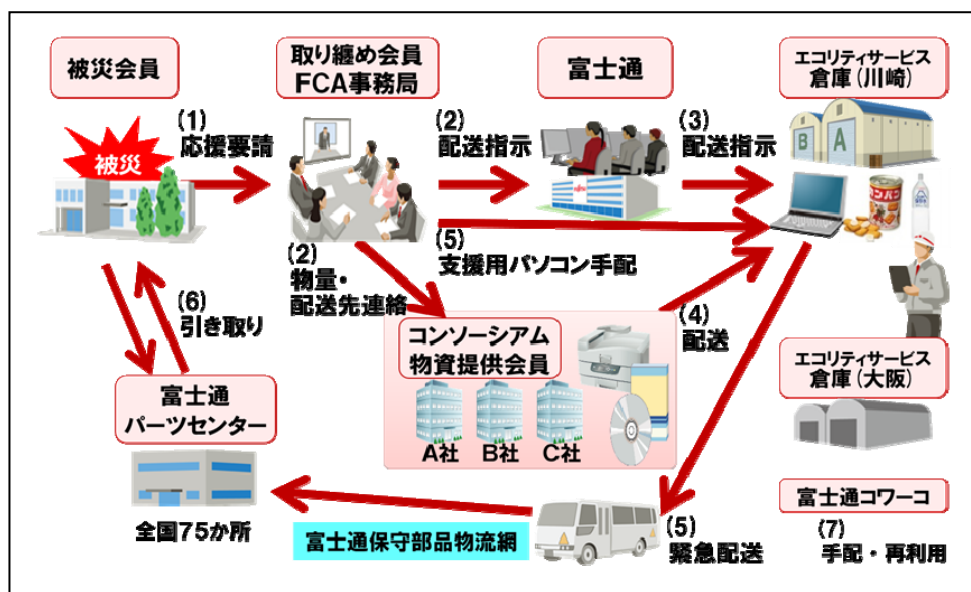 被災会員
取り纏め会員
FCA事務局
富士通
エコリティサービス
倉庫(川崎)
被災
(1)
応援要請
(2)
配送指示
(3)
配送指示
B
A
(5)
支援用パソコン手配
(2)
物量・
配送先連絡
(6)
引き取り
(4)
配送
コンソーシアム
物資提供会員
A社
B社
C社
エコリティサービス
倉庫(大阪)
富士通
パーツセンター
全国75か所
富士通保守部品物流網
(5)
緊急配送
富士通コワーコ
(7)
手配・再利用